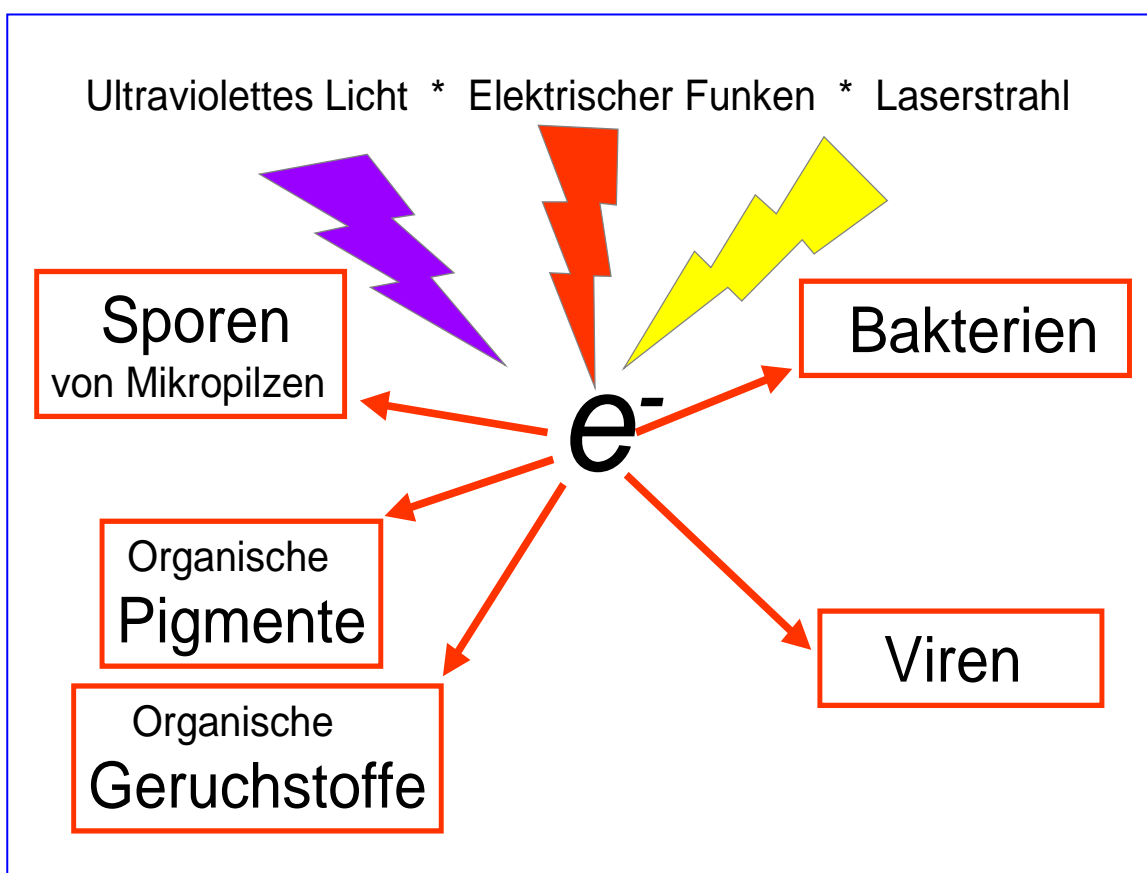 Ultraviolettes Licht * Elektrischer Funken * Laserstrahl
Sporen
von Mikropilzen
Bakterien
e-
Organische
Pigmente
Viren
Organische
Geruchstoffe